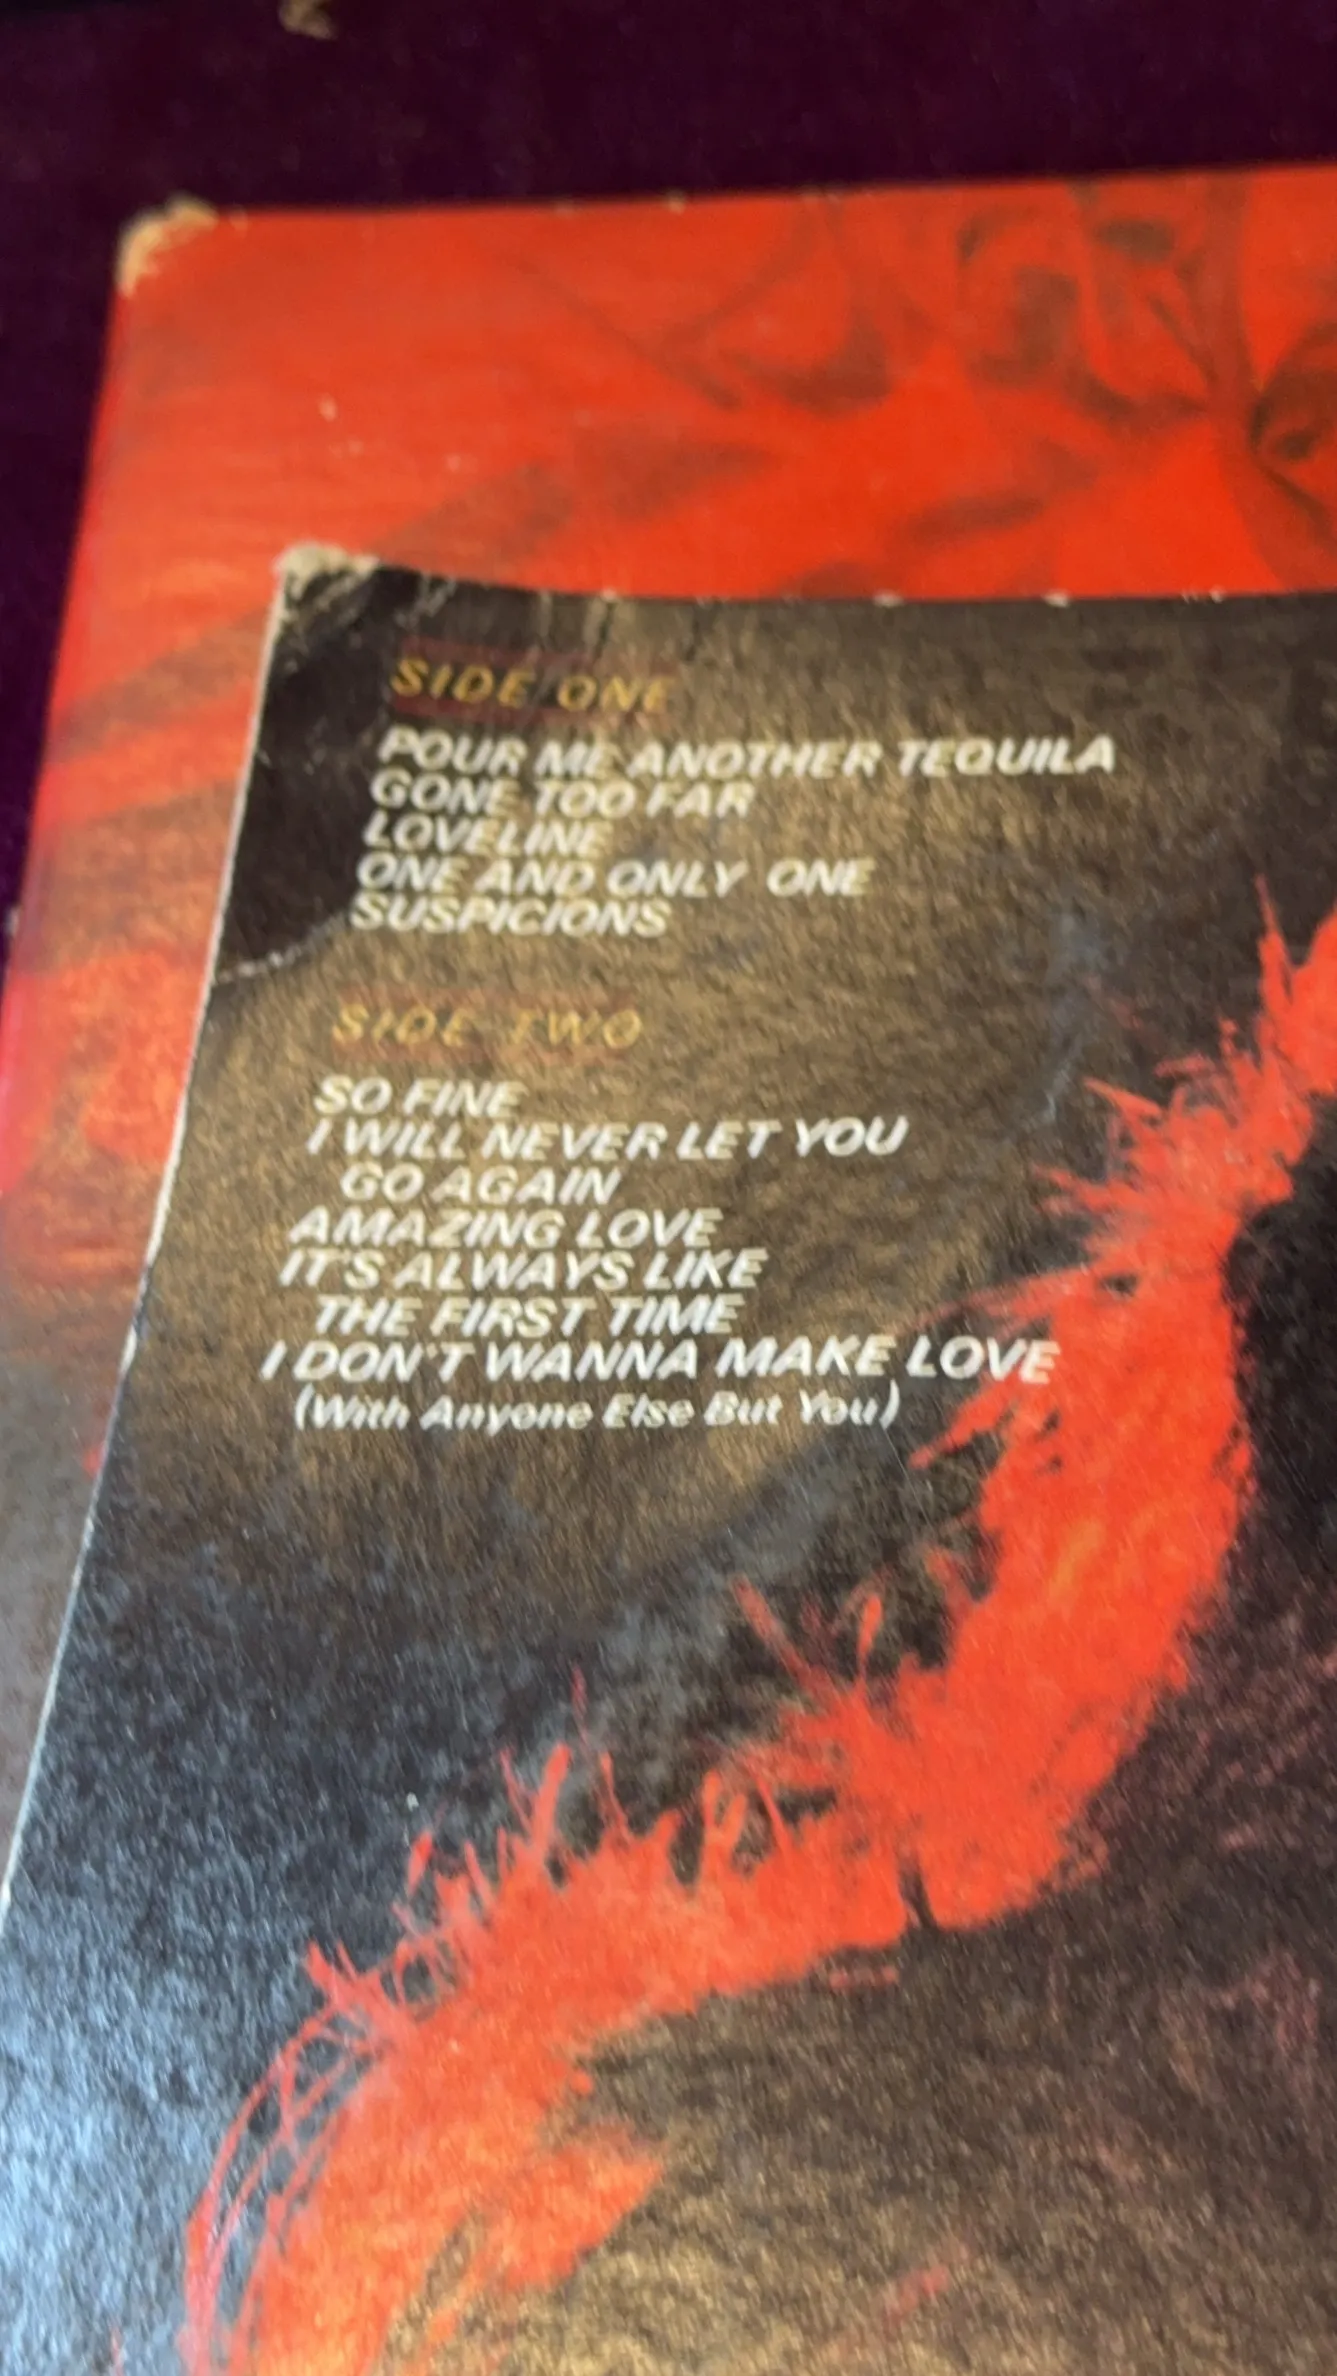 SIDE ONE
POUR ME ANOTHER TEQUILA
GONE TOO FAR
LOVELINE
ONE AND ONLY ONE
SUSPICIONS
SIDE TWO
SO FINE
I WILL NEVER LET YOU
GO AGAIN
AMAZING LOVE
IT'S ALWAYS LIKE
THE FIRST TIME
I DON'T WANNA MAKE LOVE
(With Anyone Else But You)